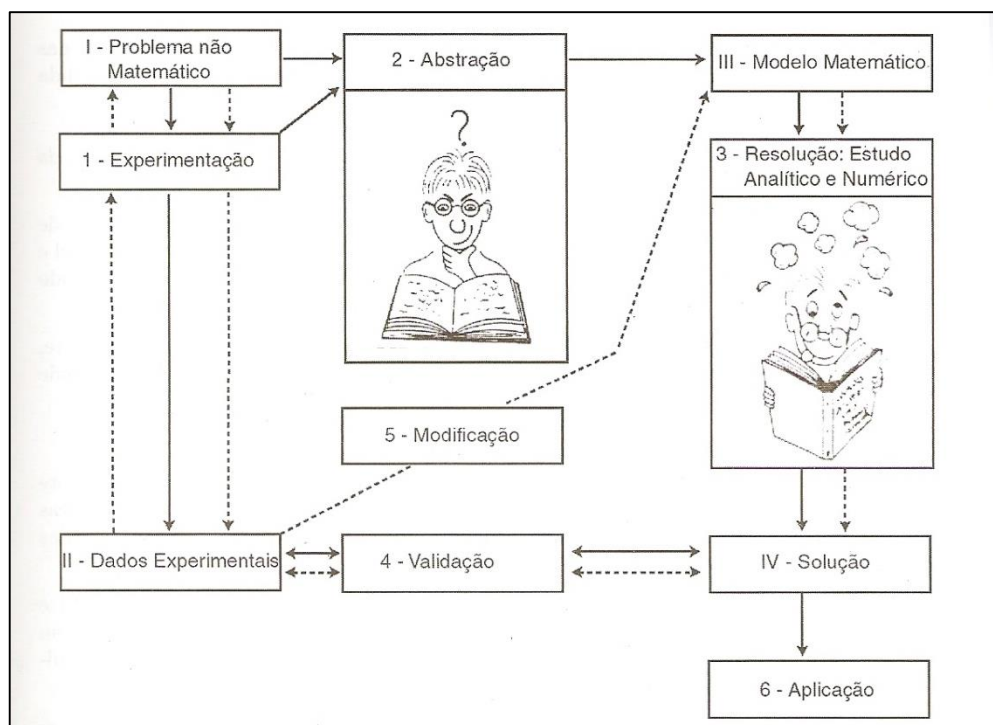 I - Problema não
Matemático
2 - Abstração
III - Modelo Matemático
1 - Experimentação
?
3 - Resolução: Estudo
Analítico e Numérico
5 - Modificação
II - Dados Experimentais
4 - Validação
IV - Solução
6 - Aplicação